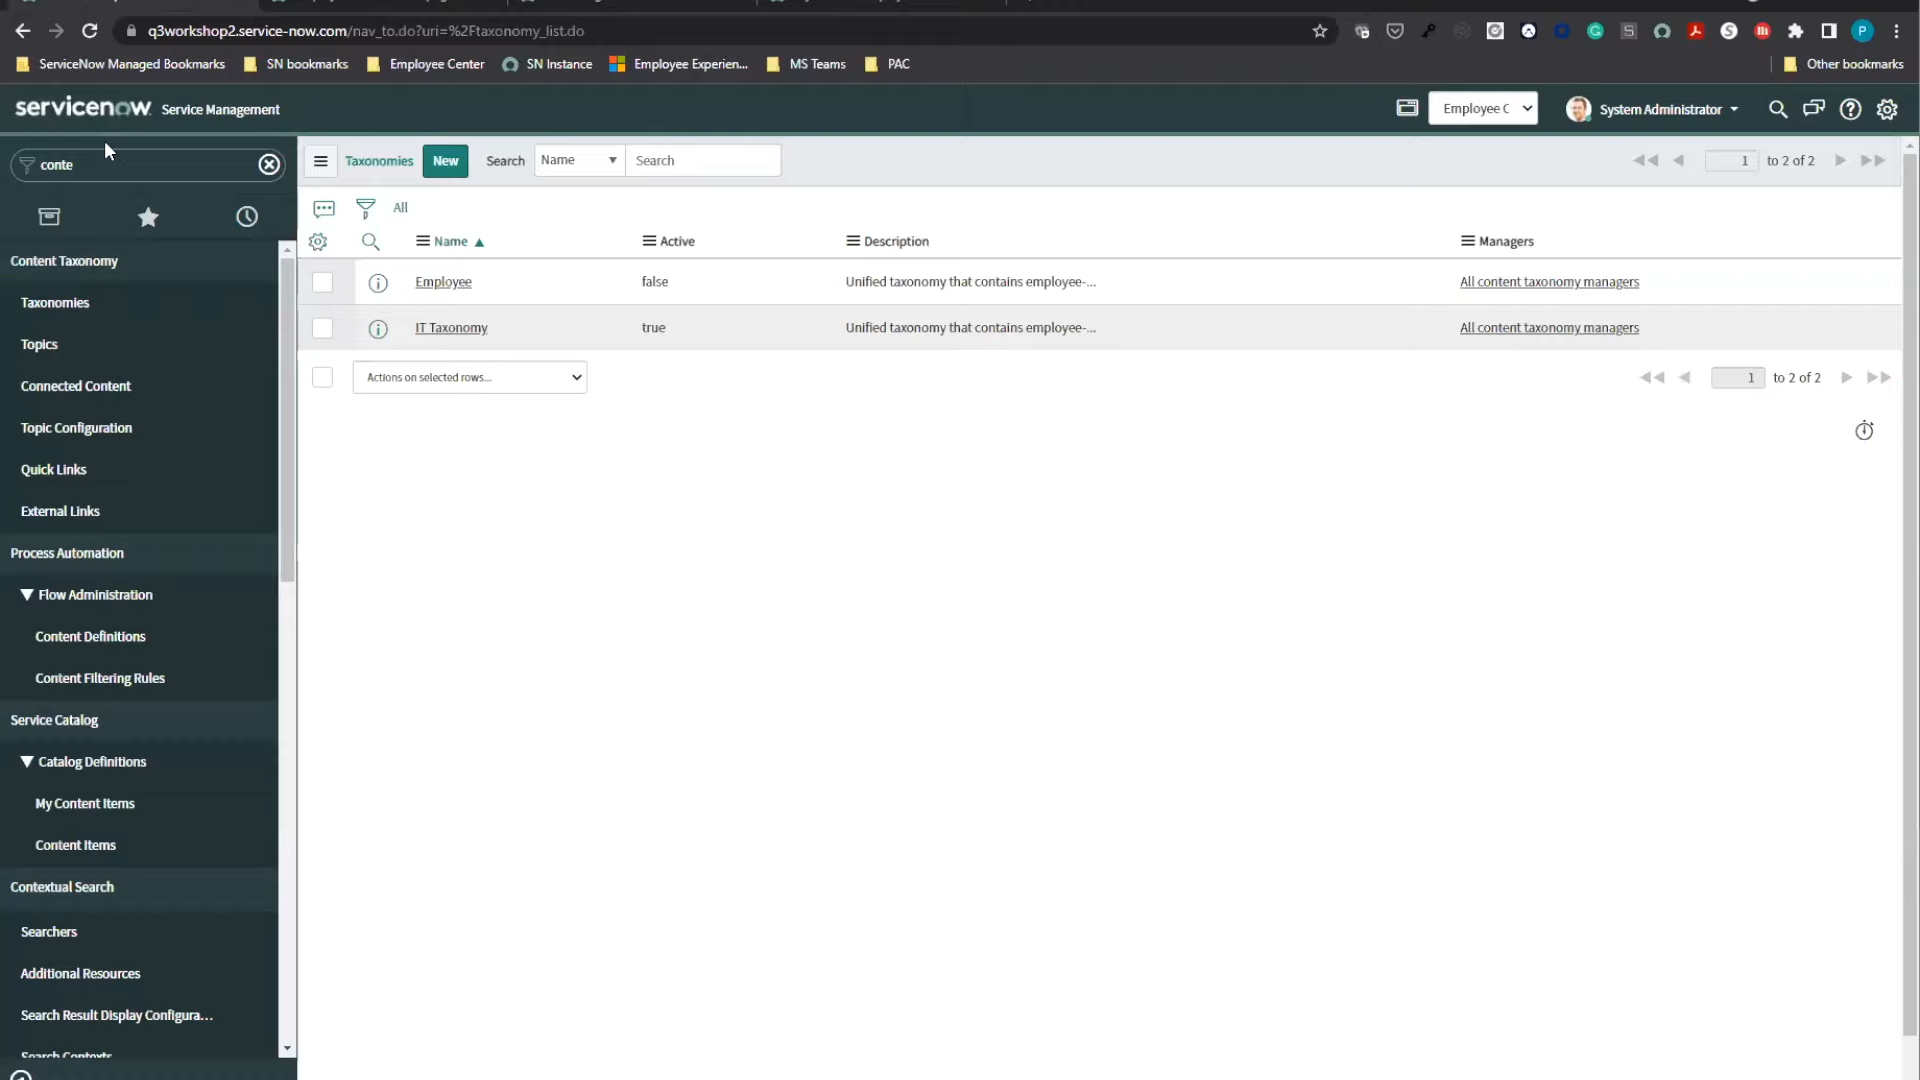 q3workshop2.service-now.com/nav_to.do?uri=%2Ftaxonomy_list.do
ServiceNow Managed Bookmarks SN bookmarks Employee Center SN Instance Employee Experien... MS Teams PAC Other bookmarks
servicenow Service Management Employee C System Administrator
conte
Taxonomies New Search Name Search 1 to 2 of 2
All
Name Active Description Managers
Employee false Unified taxonomy that contains employee-... All content taxonomy managers
IT Taxonomy true Unified taxonomy that contains employee-... All content taxonomy managers
Actions on selected rows... 1 to 2 of 2
Content Taxonomy
Taxonomies
Topics
Connected Content
Topic Configuration
Quick Links
External Links
Process Automation
Flow Administration
Content Definitions
Content Filtering Rules
Service Catalog
Catalog Definitions
My Content Items
Content Items
Contextual Search
Searchers
Additional Resources
Search Result Display Configura...
Search Contexts